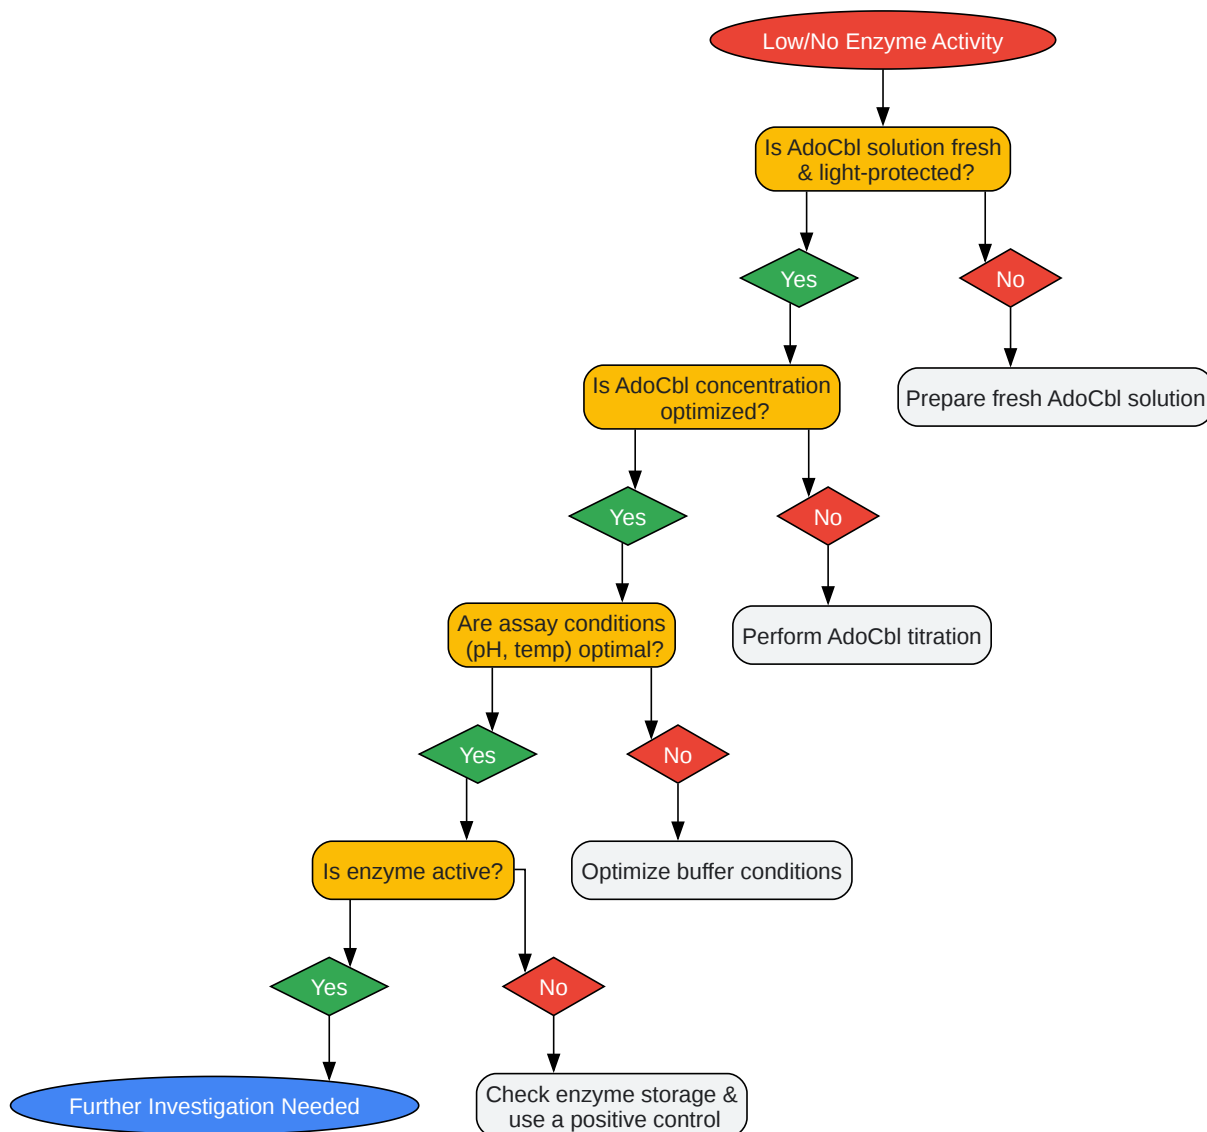 Low/No Enzyme Activity
Is AdoCbl solution fresh
& light-protected?
Yes
No
Is AdoCbl concentration
optimized?
Prepare fresh AdoCbl solution
Yes
No
Are assay conditions
(pH, temp) optimal?
Perform AdoCbl titration
Yes
No
Is enzyme active?
Optimize buffer conditions
Yes
No
Further Investigation Needed
Check enzyme storage &
use a positive control